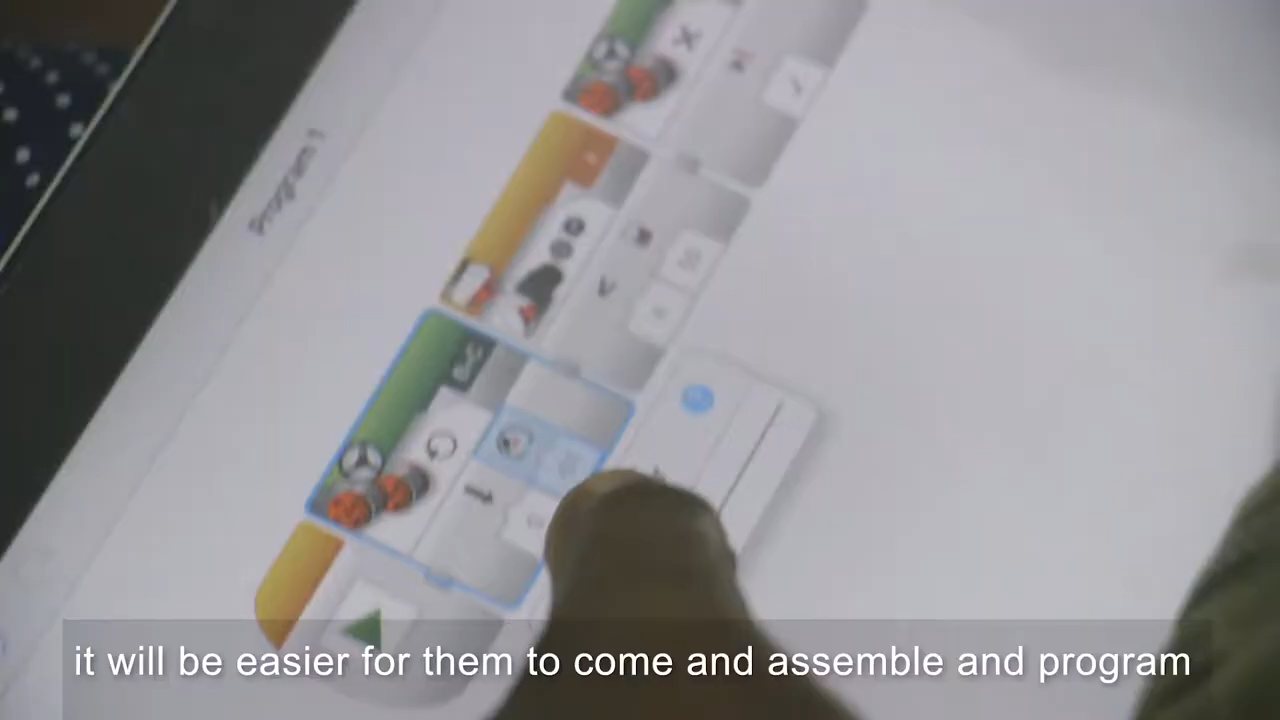 Program 1
it will be easier for them to come and assemble and program